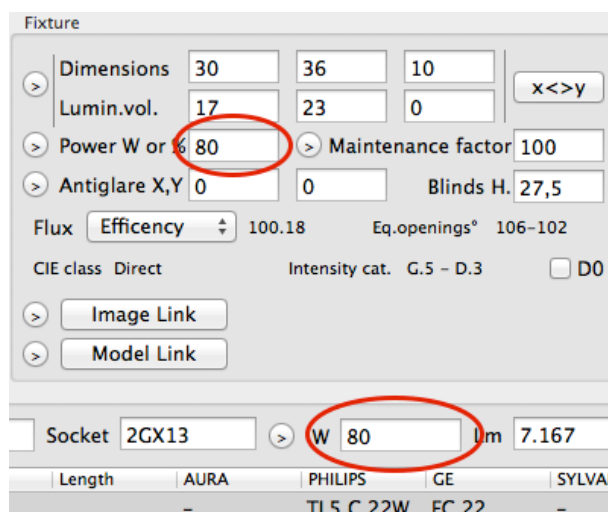 Fixture
Dimensions 30 36 10 x<>y
Lumin.vol. 17 23 0
> Power W or % 80 > Maintenance factor 100
> Antiglare X,Y 0 0 Blinds H. 27,5
Flux Efficency 100.18 Eq.openings° 106-102
CIE class Direct Intensity cat. G.5 - D.3 D0
> Image Link
> Model Link
Socket 2GX13 > W 80 Lm 7.167
Length AURA PHILIPS GE SYLVA
- TL5 C 22W FC 22 -